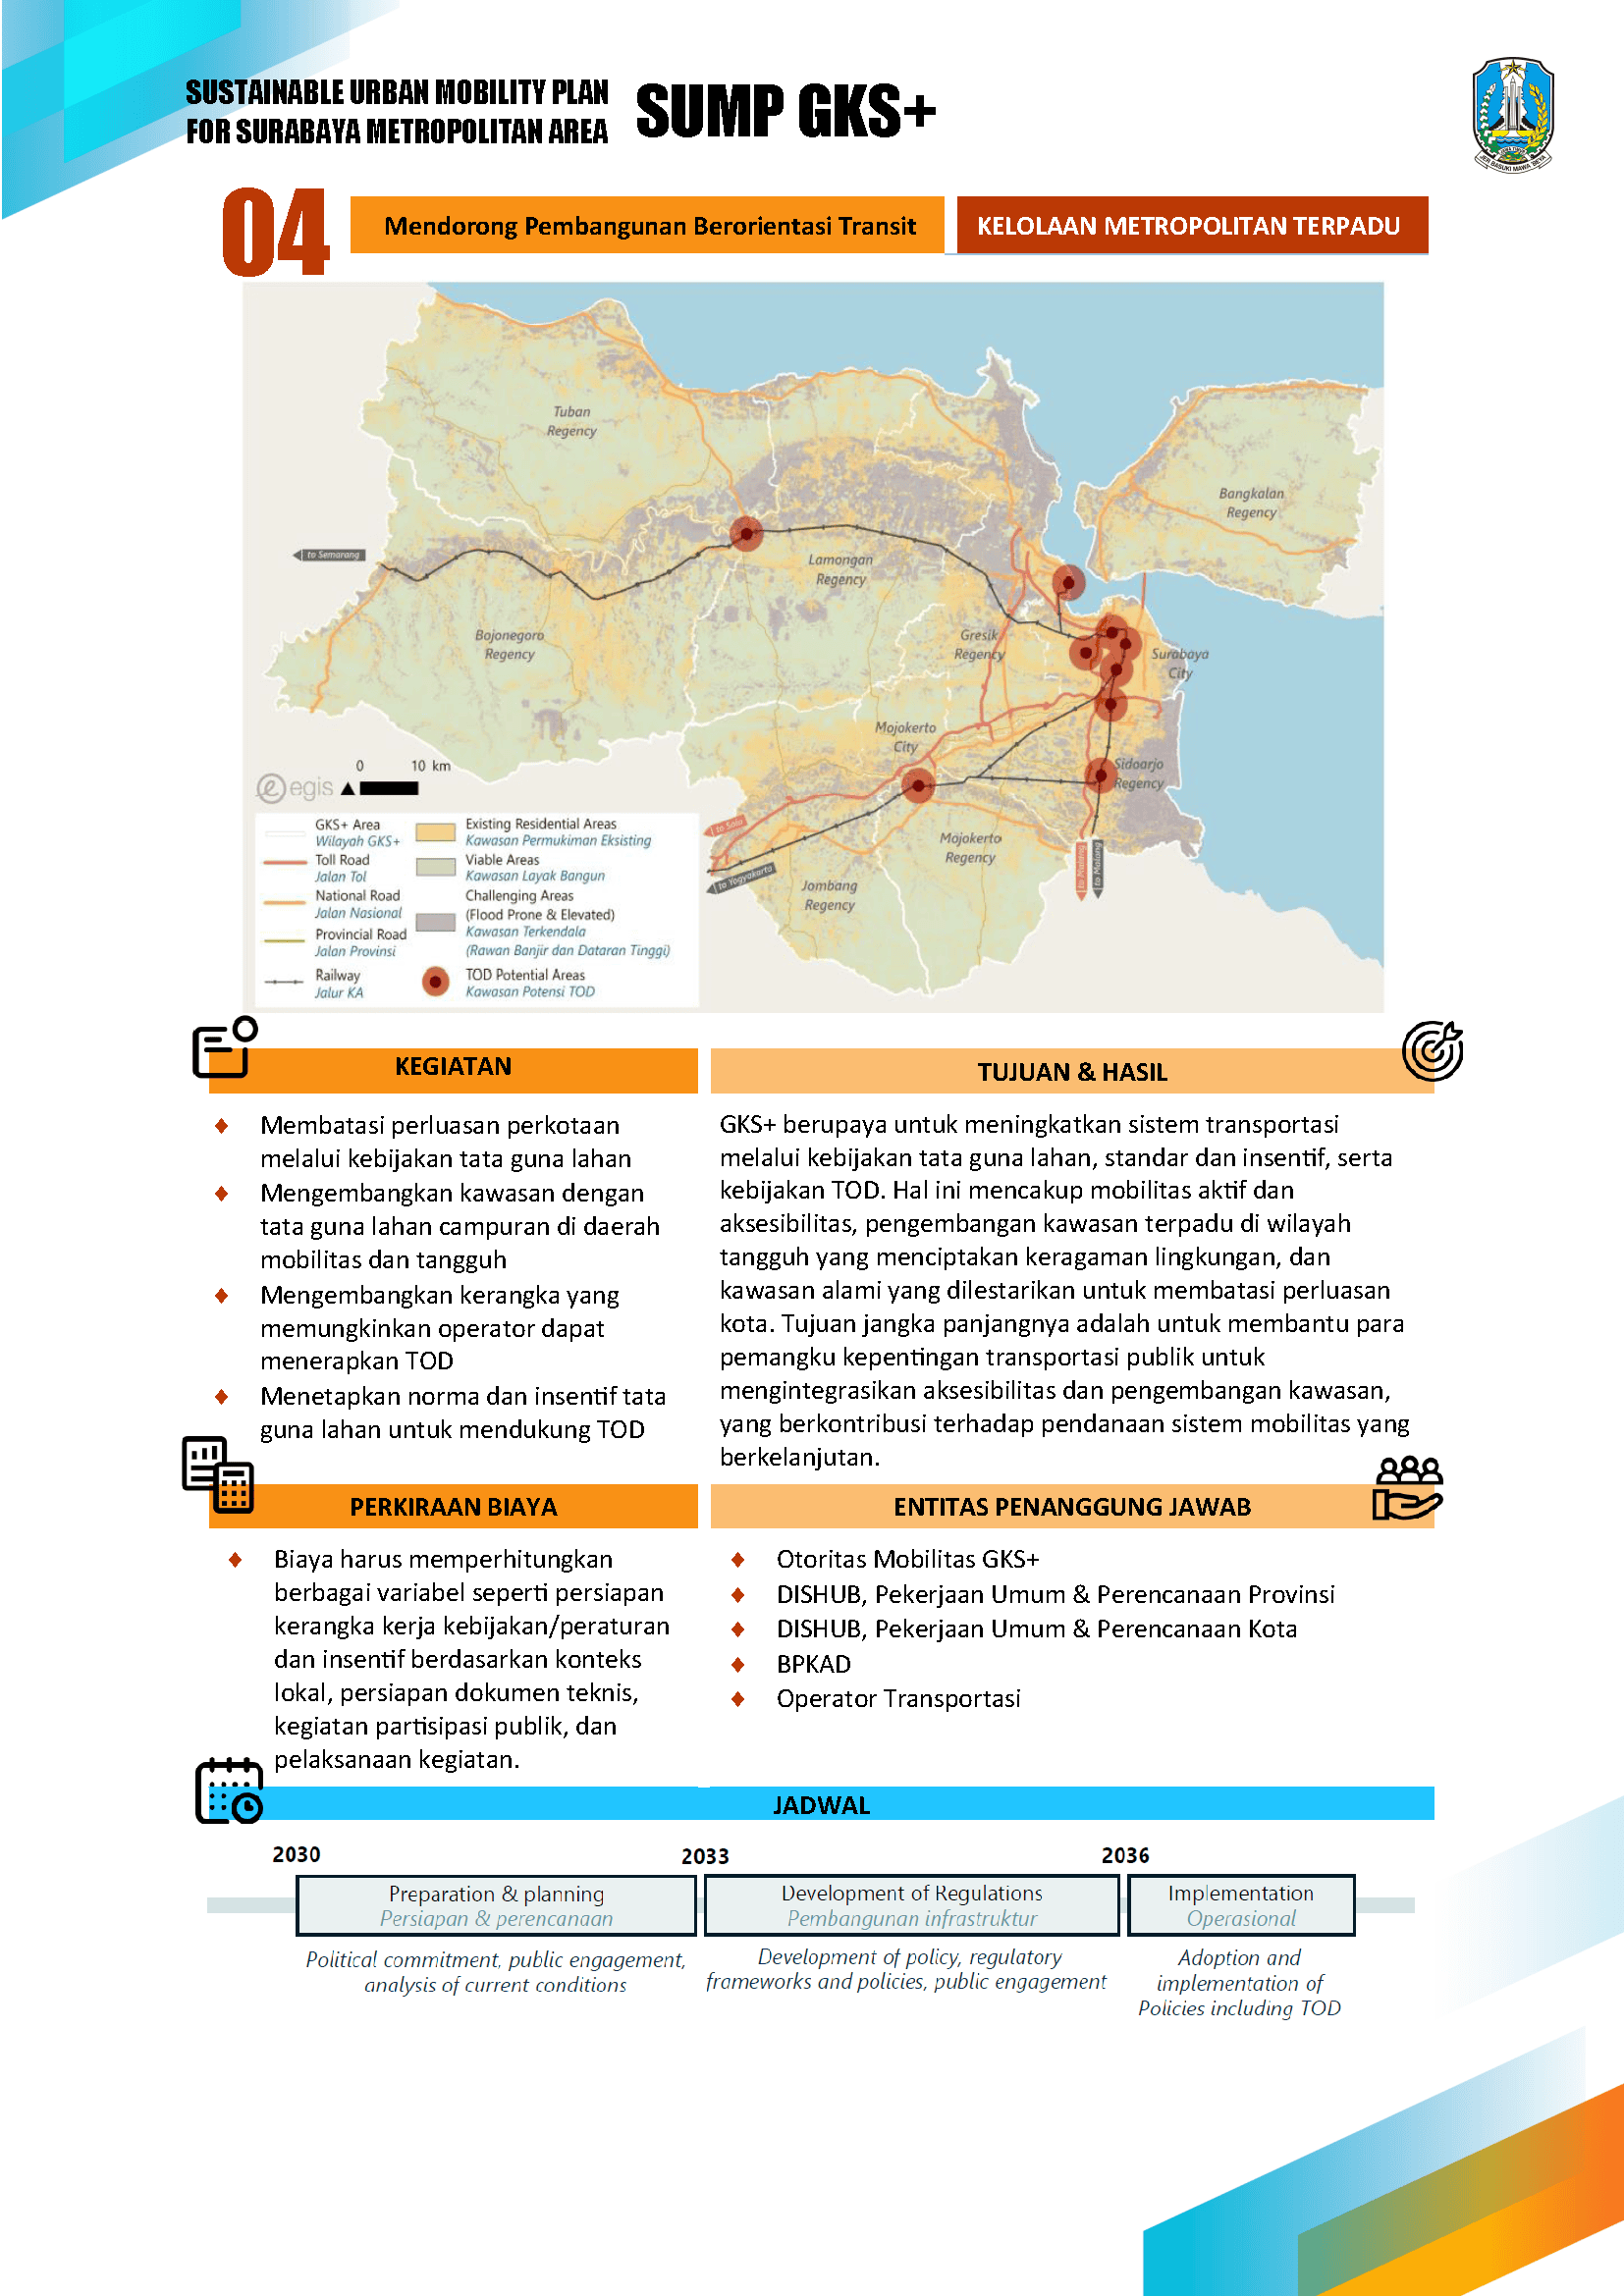 SUSTAINABLE URBAN MOBILITY PLAN
FOR SURABAYA METROPOLITAN AREA
SUMP GKS+
JAWA TIMUR
JER BASUKI MAWA BEYA
04
Mendorong Pembangunan Berorientasi Transit
KELOLAAN METROPOLITAN TERPADU
Tuban
Regency
Bangkalan
Regency
to Semarang
Lamongan
Regency
Bojonegoro
Regency
Gresik
Regency
Surabaya
City
Mojokerto
City
Sidoarjo
Regency
0 10 km
egis
to Solo
to Yogyakarta
Mojokerto
Regency
Jombang
Regency
to Malang
to Malang
GKS+ Area
Wilayah GKS+
Toll Road
Jalan Tol
National Road
Jalan Nasional
Provincial Road
Jalan Provinsi
Railway
Jalur KA
Existing Residential Areas
Kawasan Permukiman Eksisting
Viable Areas
Kawasan Layak Bangun
Challenging Areas
(Flood Prone & Elevated)
Kawasan Terkendala
(Rawan Banjir dan Dataran Tinggi)
TOD Potential Areas
Kawasan Potensi TOD
KEGIATAN
♦ Membatasi perluasan perkotaan
melalui kebijakan tata guna lahan
♦ Mengembangkan kawasan dengan
tata guna lahan campuran di daerah
mobilitas dan tangguh
♦ Mengembangkan kerangka yang
memungkinkan operator dapat
menerapkan TOD
♦ Menetapkan norma dan insentif tata
guna lahan untuk mendukung TOD
TUJUAN & HASIL
GKS+ berupaya untuk meningkatkan sistem transportasi
melalui kebijakan tata guna lahan, standar dan insentif, serta
kebijakan TOD. Hal ini mencakup mobilitas aktif dan
aksesibilitas, pengembangan kawasan terpadu di wilayah
tangguh yang menciptakan keragaman lingkungan, dan
kawasan alami yang dilestarikan untuk membatasi perluasan
kota. Tujuan jangka panjangnya adalah untuk membantu para
pemangku kepentingan transportasi publik untuk
mengintegrasikan aksesibilitas dan pengembangan kawasan,
yang berkontribusi terhadap pendanaan sistem mobilitas yang
berkelanjutan.
PERKIRAAN BIAYA
♦ Biaya harus memperhitungkan
berbagai variabel seperti persiapan
kerangka kerja kebijakan/peraturan
dan insentif berdasarkan konteks
lokal, persiapan dokumen teknis,
kegiatan partisipasi publik, dan
pelaksanaan kegiatan.
ENTITAS PENANGGUNG JAWAB
♦ Otoritas Mobilitas GKS+
♦ DISHUB, Pekerjaan Umum & Perencanaan Provinsi
♦ DISHUB, Pekerjaan Umum & Perencanaan Kota
♦ BPKAD
♦ Operator Transportasi
JADWAL
2030
2033
2036
Preparation & planning
Persiapan & perencanaan
Development of Regulations
Pembangunan infrastruktur
Implementation
Operasional
Political commitment, public engagement,
analysis of current conditions
Development of policy, regulatory
frameworks and policies, public engagement
Adoption and
implementation of
Policies including TOD